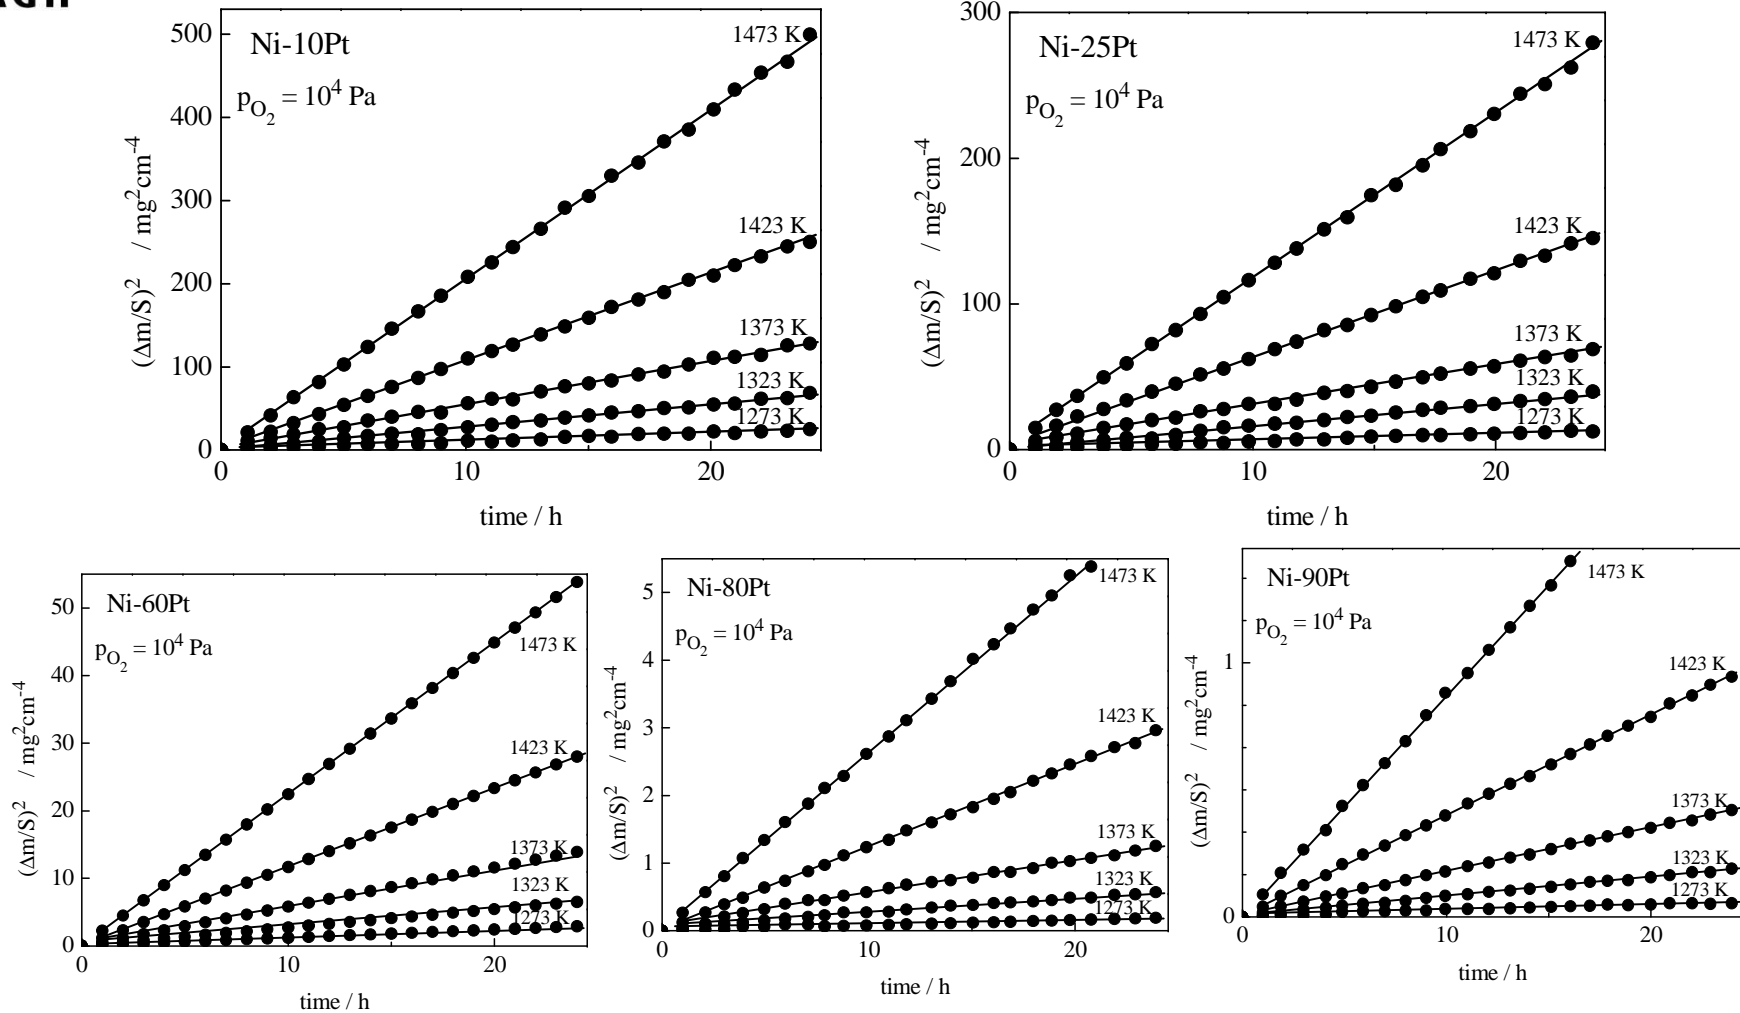 Ni-10Pt
p_O2 = 10^4 Pa
(Δm/S)^2 / mg^2cm^-4
500
400
300
200
100
0
1473 K
1423 K
1373 K
1323 K
1273 K
0 10 20
time / h
Ni-25Pt
p_O2 = 10^4 Pa
(Δm/S)^2 / mg^2cm^-4
300
200
100
0
1473 K
1423 K
1373 K
1323 K
1273 K
0 10 20
time / h
Ni-60Pt
p_O2 = 10^4 Pa
(Δm/S)^2 / mg^2cm^-4
50
40
30
20
10
0
1473 K
1423 K
1373 K
1323 K
1273 K
0 10 20
time / h
Ni-80Pt
p_O2 = 10^4 Pa
(Δm/S)^2 / mg^2cm^-4
5
4
3
2
1
0
1473 K
1423 K
1373 K
1323 K
1273 K
0 10 20
time / h
Ni-90Pt
p_O2 = 10^4 Pa
(Δm/S)^2 / mg^2cm^-4
1
0
1473 K
1423 K
1373 K
1323 K
1273 K
0 10 20
time / h